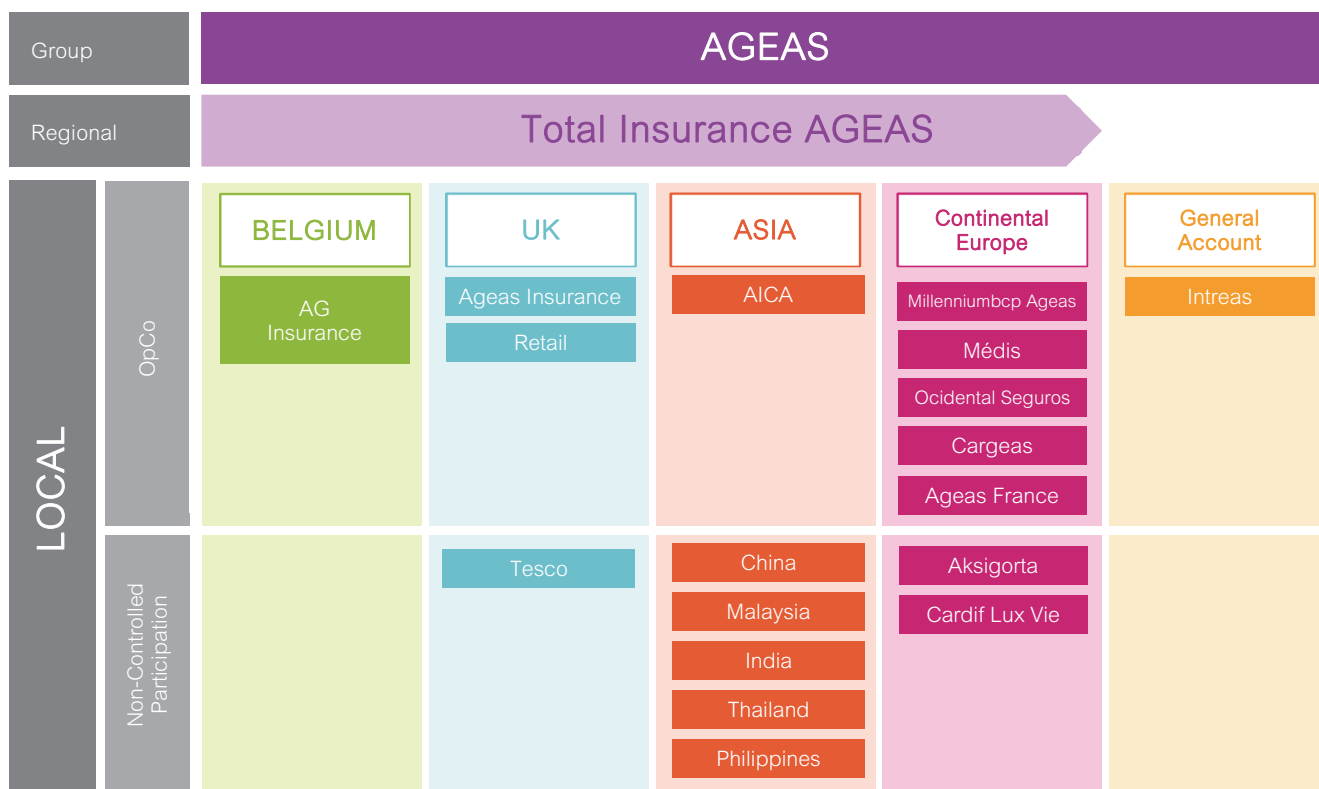 Group
AGEAS
Regional
Total Insurance AGEAS
LOCAL
OpCo
BELGIUM
UK
ASIA
Continental
Europe
General
Account
AG
Insurance
Ageas Insurance
Retail
AICA
Millenniumbcp Ageas
Médis
Ocidental Seguros
Cargeas
Ageas France
Intreas
Non-Controlled
Participation
Tesco
China
Malaysia
India
Thailand
Philippines
Aksigorta
Cardif Lux Vie